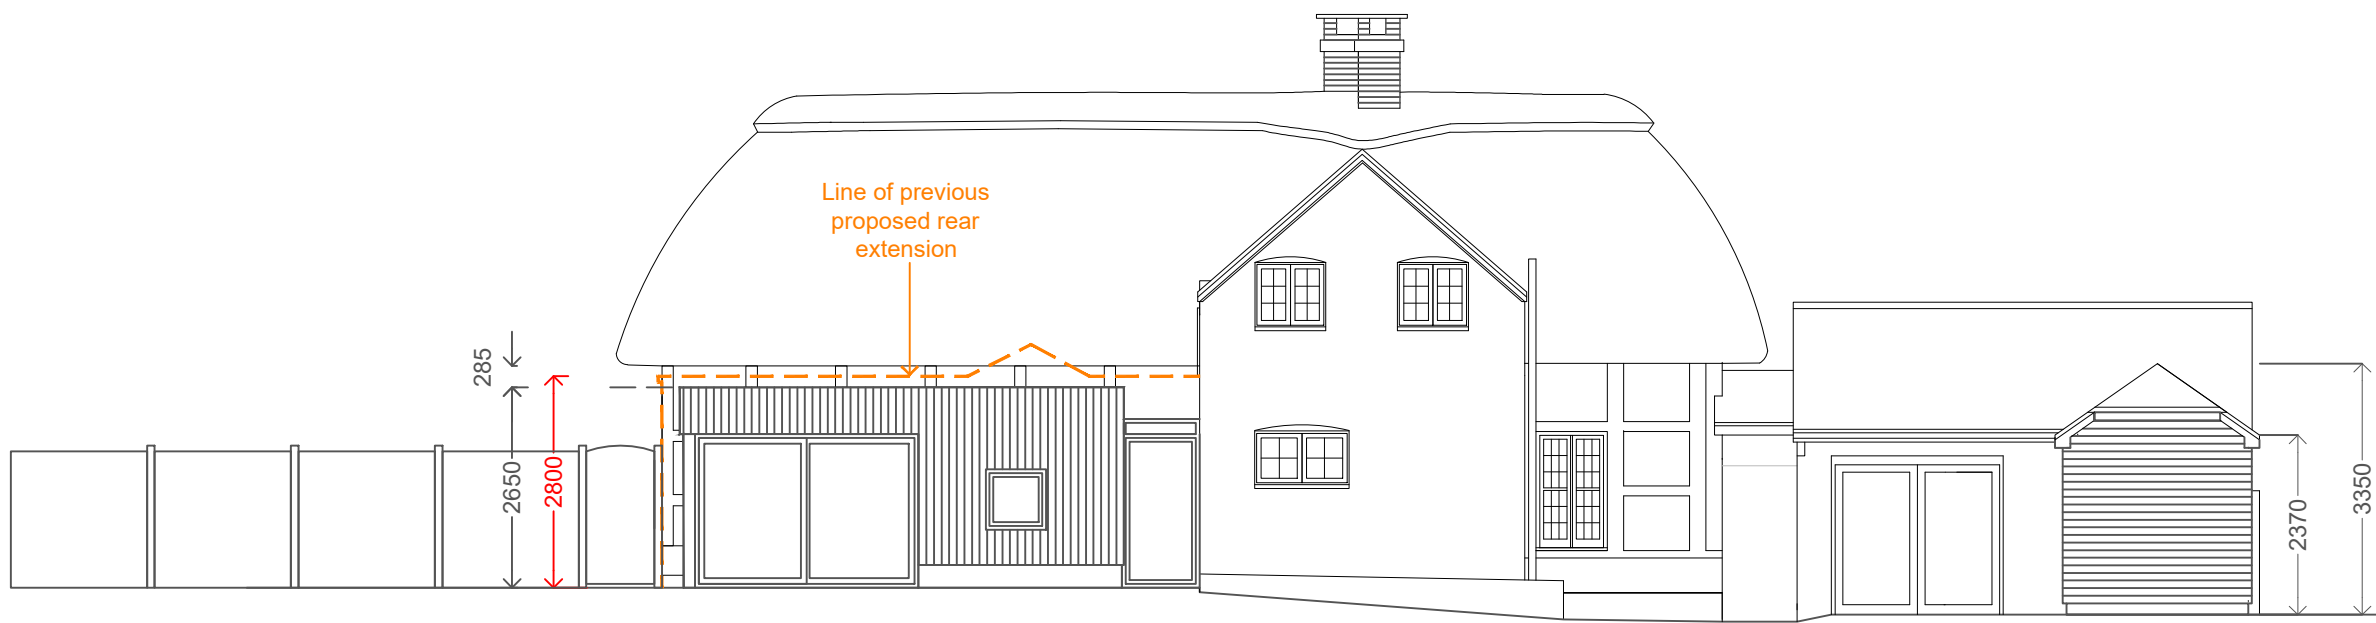 Line of previous
proposed rear
extension
285
2650
2800
2370
3350